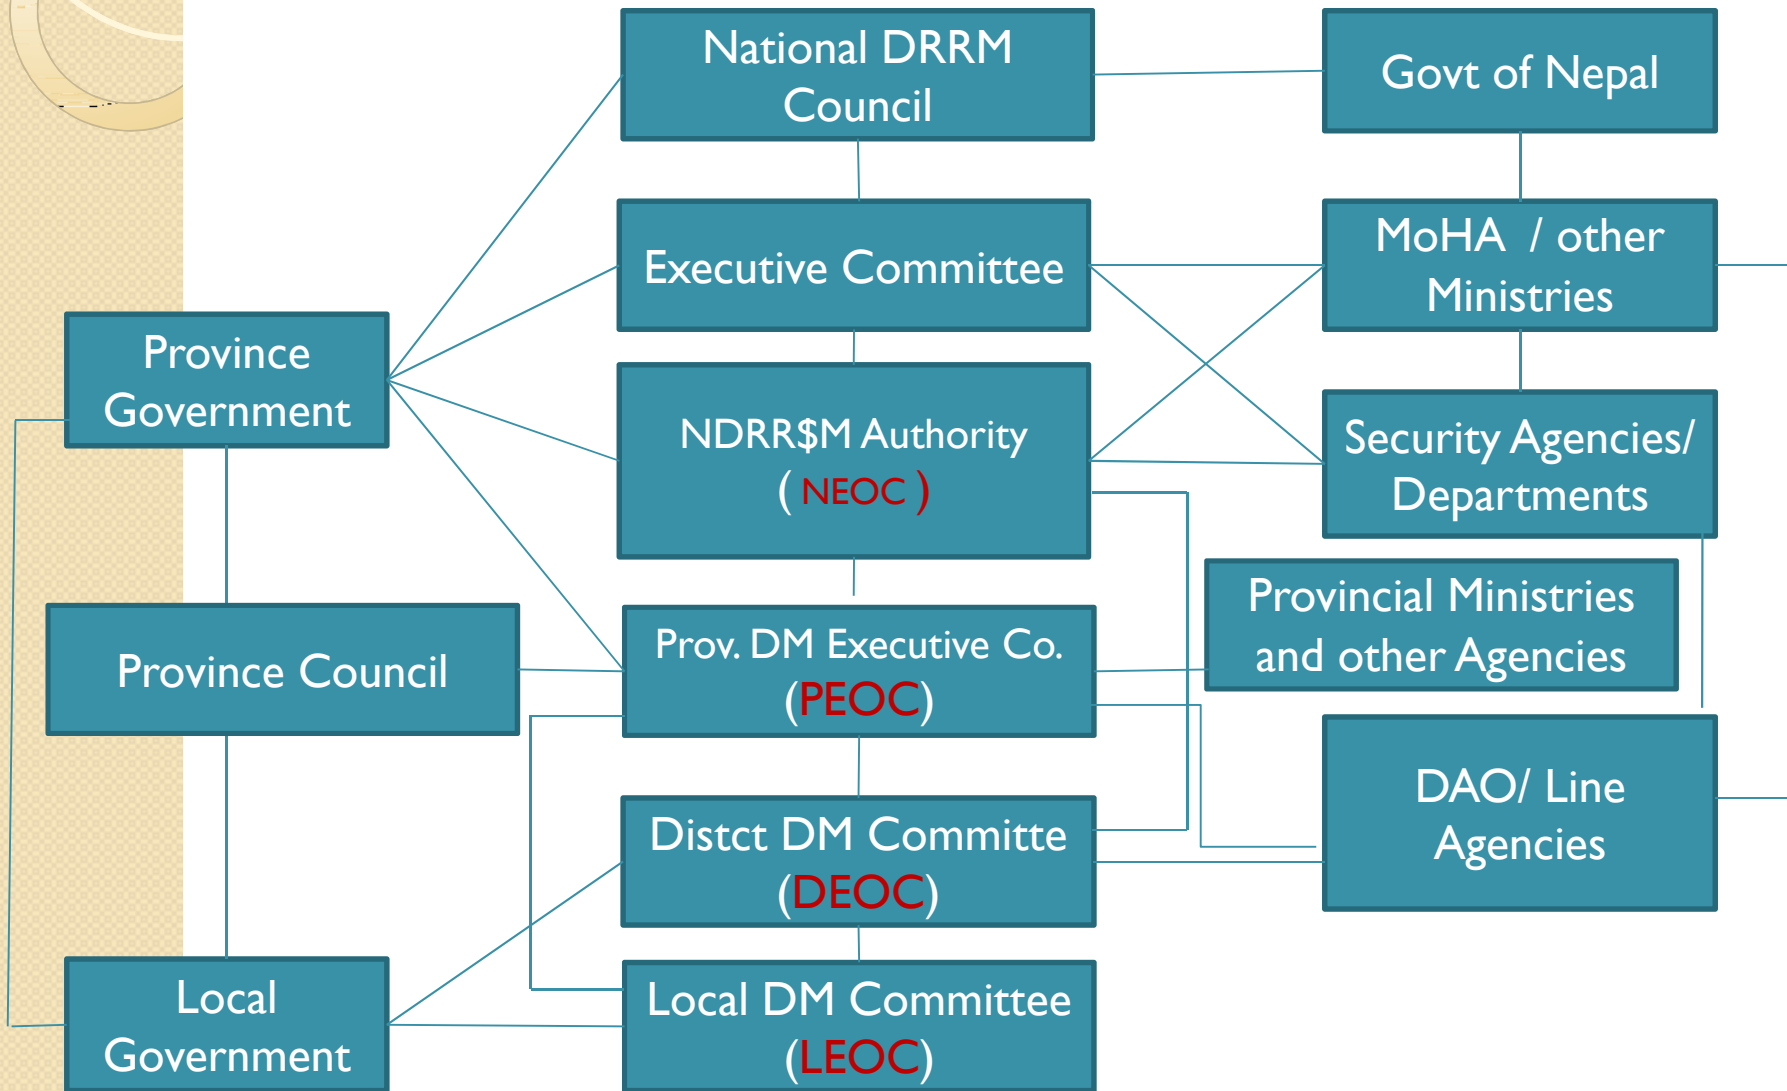 National DRRM
Council
Govt of Nepal
Executive Committee
MoHA / other
Ministries
Province
Government
NDRR$M Authority
( NEOC )
Security Agencies/
Departments
Provincial Ministries
and other Agencies
Province Council
Prov. DM Executive Co.
(PEOC)
Distct DM Committe
(DEOC)
DAO/ Line
Agencies
Local
Government
Local DM Committee
(LEOC)